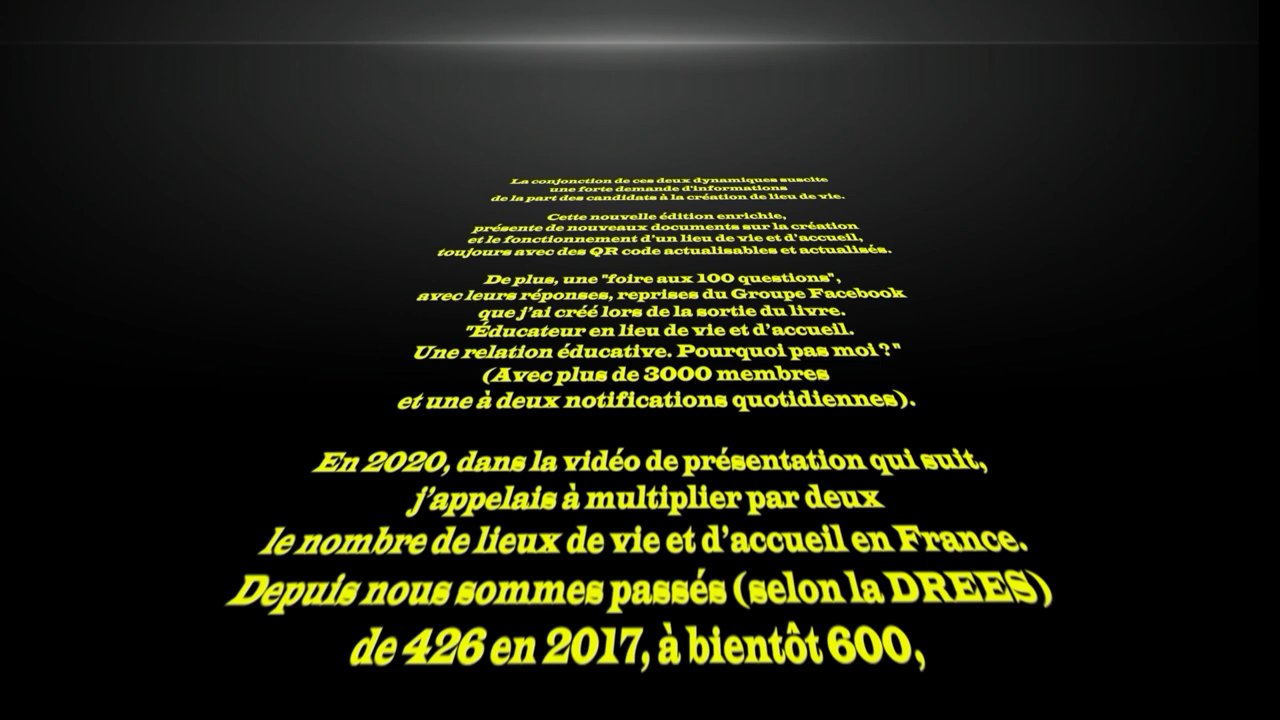 La conjonction de ces deux dynamiques suscite
une forte demande d'informations
de la part des candidats à la création de lieu de vie.
Cette nouvelle édition enrichie,
présente de nouveaux documents sur la création
et le fonctionnement d'un lieu de vie et d'accueil,
toujours avec des QR code actualisables et actualisés.
De plus, une "foire aux 100 questions",
avec leurs réponses, reprises du Groupe Facebook
que j'ai créé lors de la sortie du livre.
"Éducateur en lieu de vie et d'accueil.
Une relation éducative. Pourquoi pas moi ?"
(Avec plus de 3000 membres
et une à deux notifications quotidiennes).
En 2020, dans la vidéo de présentation qui suit,
j'appelais à multiplier par deux
le nombre de lieux de vie et d'accueil en France.
Depuis nous sommes passés (selon la DREES)
de 426 en 2017, à bientôt 600,